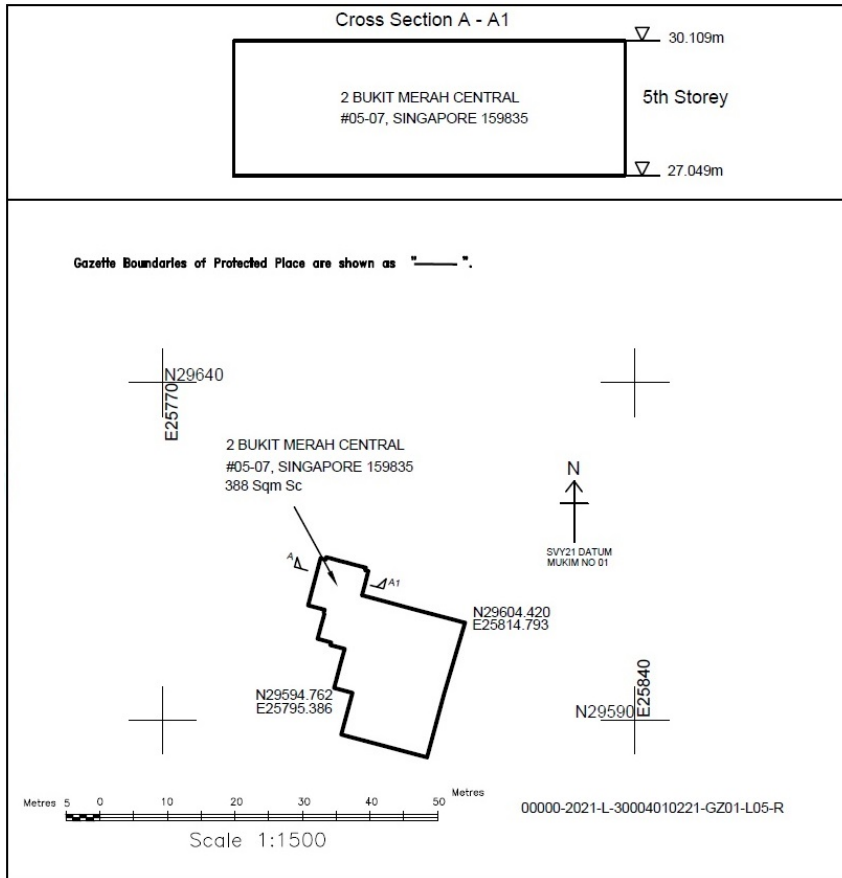 Cross Section A - A1
30.109m
2 BUKIT MERAH CENTRAL
#05-07, SINGAPORE 159835
5th Storey
27.049m
Gazette Boundaries of Protected Place are shown as "———".
N29640
E25770
2 BUKIT MERAH CENTRAL
#05-07, SINGAPORE 159835
388 Sqm Sc
N
SVY21 DATUM
MUKIM NO 01
A
A1
N29604.420
E25814.793
N29594.762
E25795.386
E25840
N29590
Metres 5 0 10 20 30 40 50 Metres
00000-2021-L-30004010221-GZ01-L05-R
Scale 1:1500